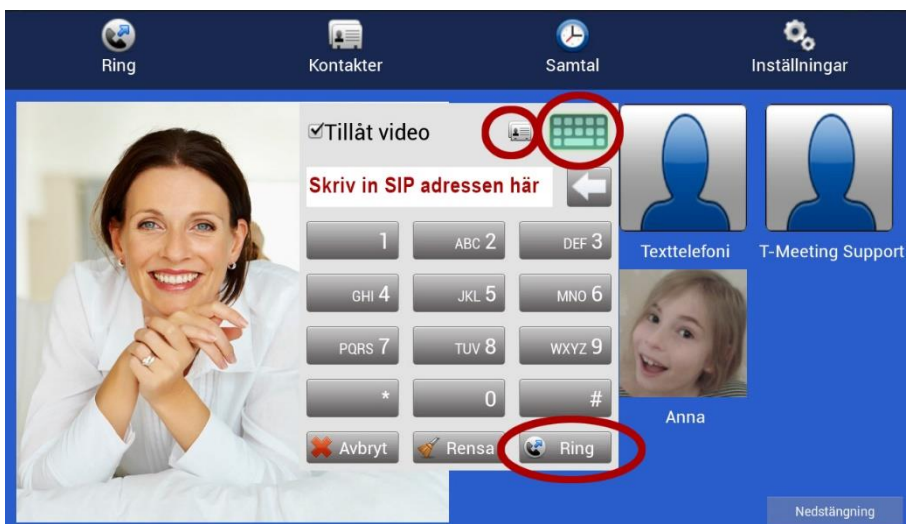 Ring
Kontakter
Samtal
Inställningar
Tillåt video
Skriv in SIP adressen här
1
ABC 2
DEF 3
GHI 4
JKL 5
MNO 6
PQRS 7
TUV 8
WXYZ 9
*
0
#
Avbryt
Rensa
Ring
Texttelefoni
T-Meeting Support
Anna
Nedstängning